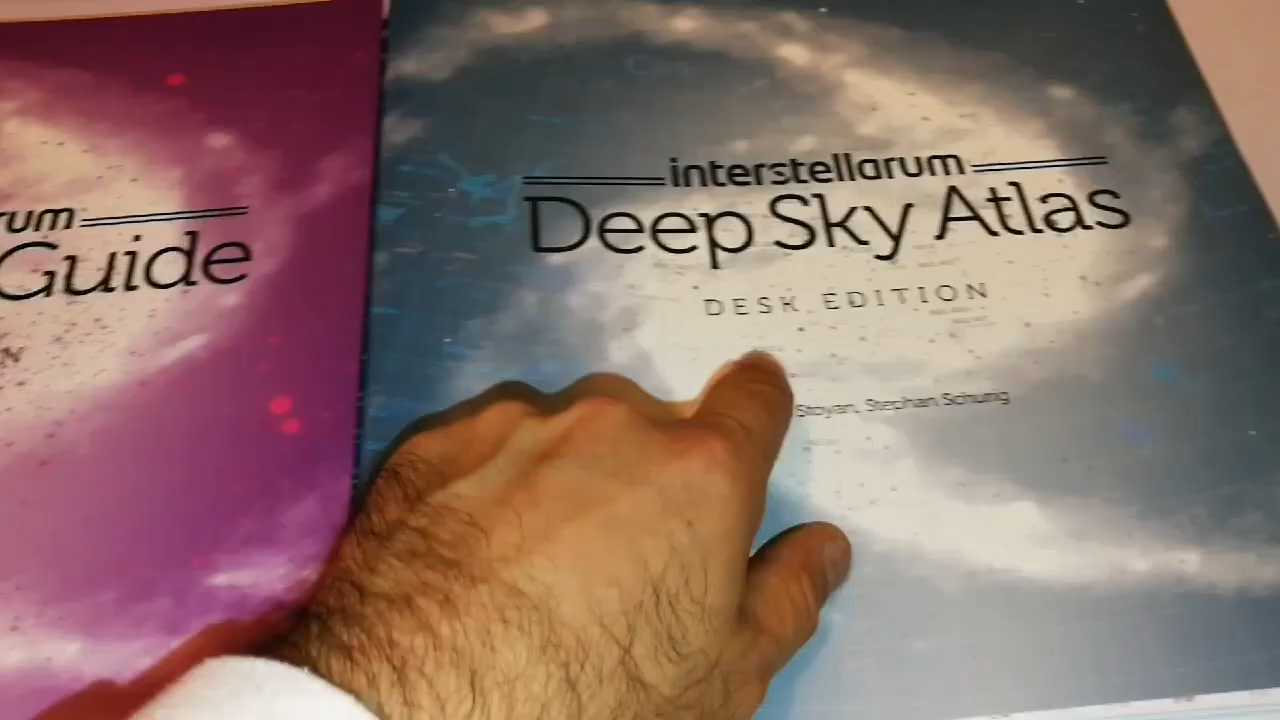 rum
Guide
N
interstellarum
Deep Sky Atlas
DESK EDITION
Stoyan, Stephan Schurig